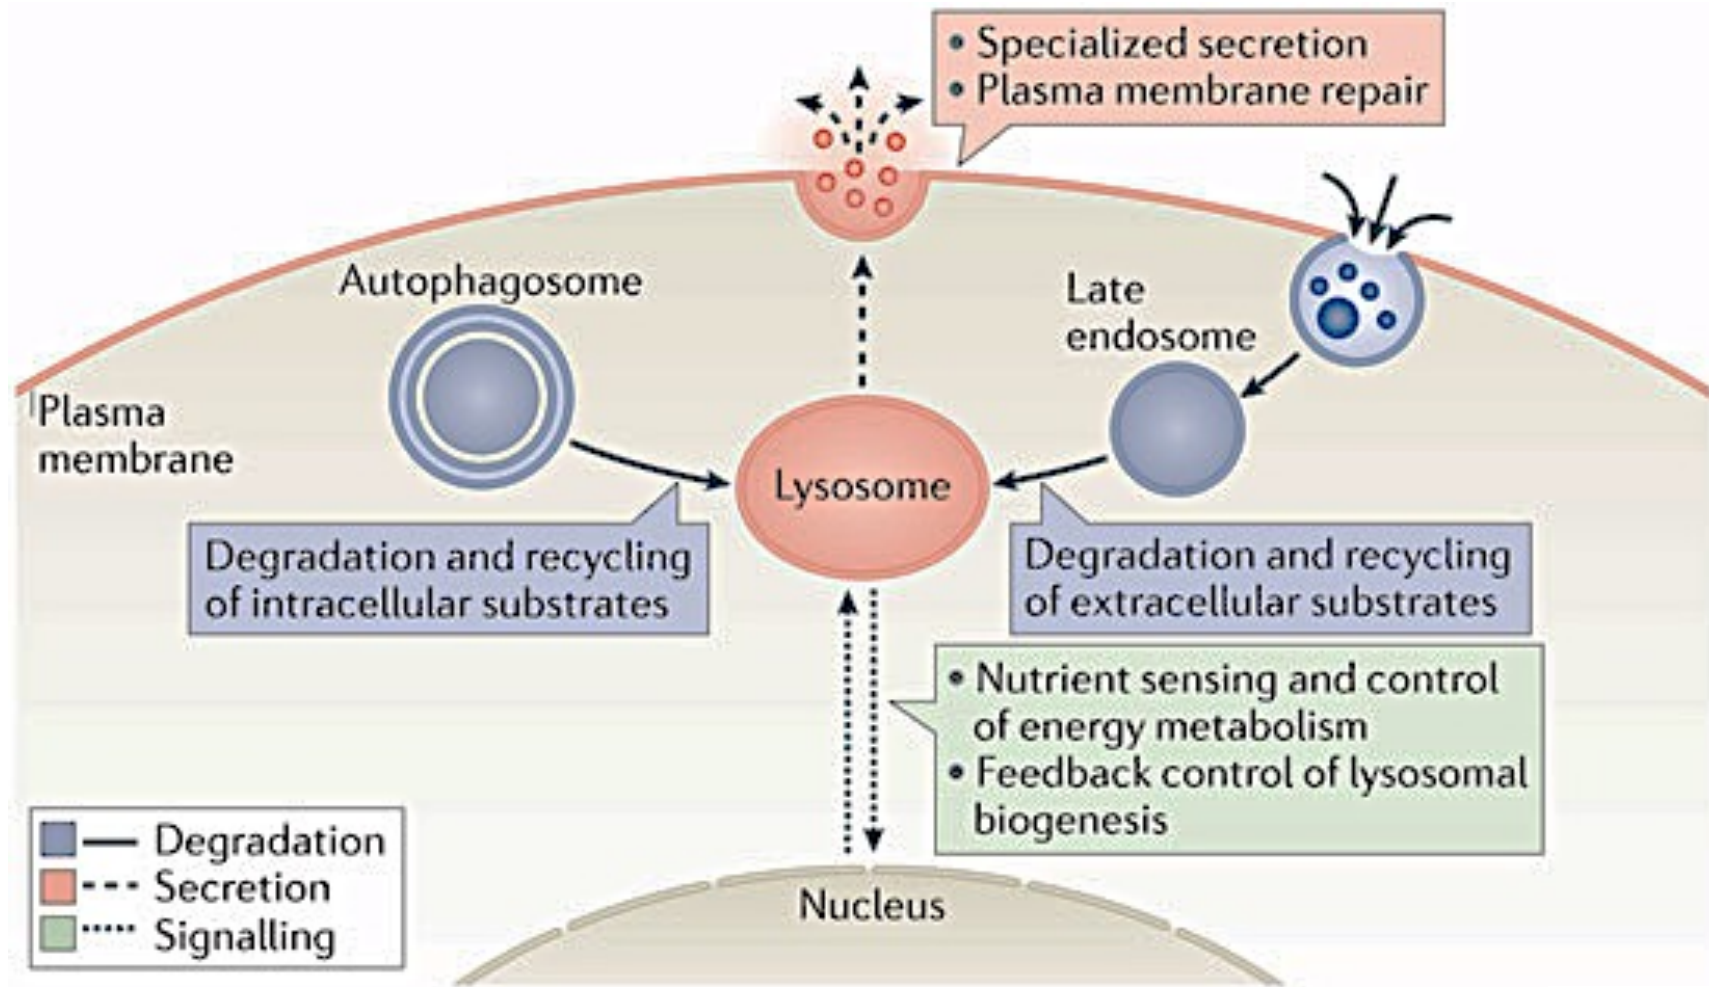 • Specialized secretion
• Plasma membrane repair
Autophagosome
Late
endosome
Plasma
membrane
Lysosome
Degradation and recycling
of intracellular substrates
Degradation and recycling
of extracellular substrates
• Nutrient sensing and control
of energy metabolism
• Feedback control of lysosomal
biogenesis
Degradation
Secretion
Signalling
Nucleus